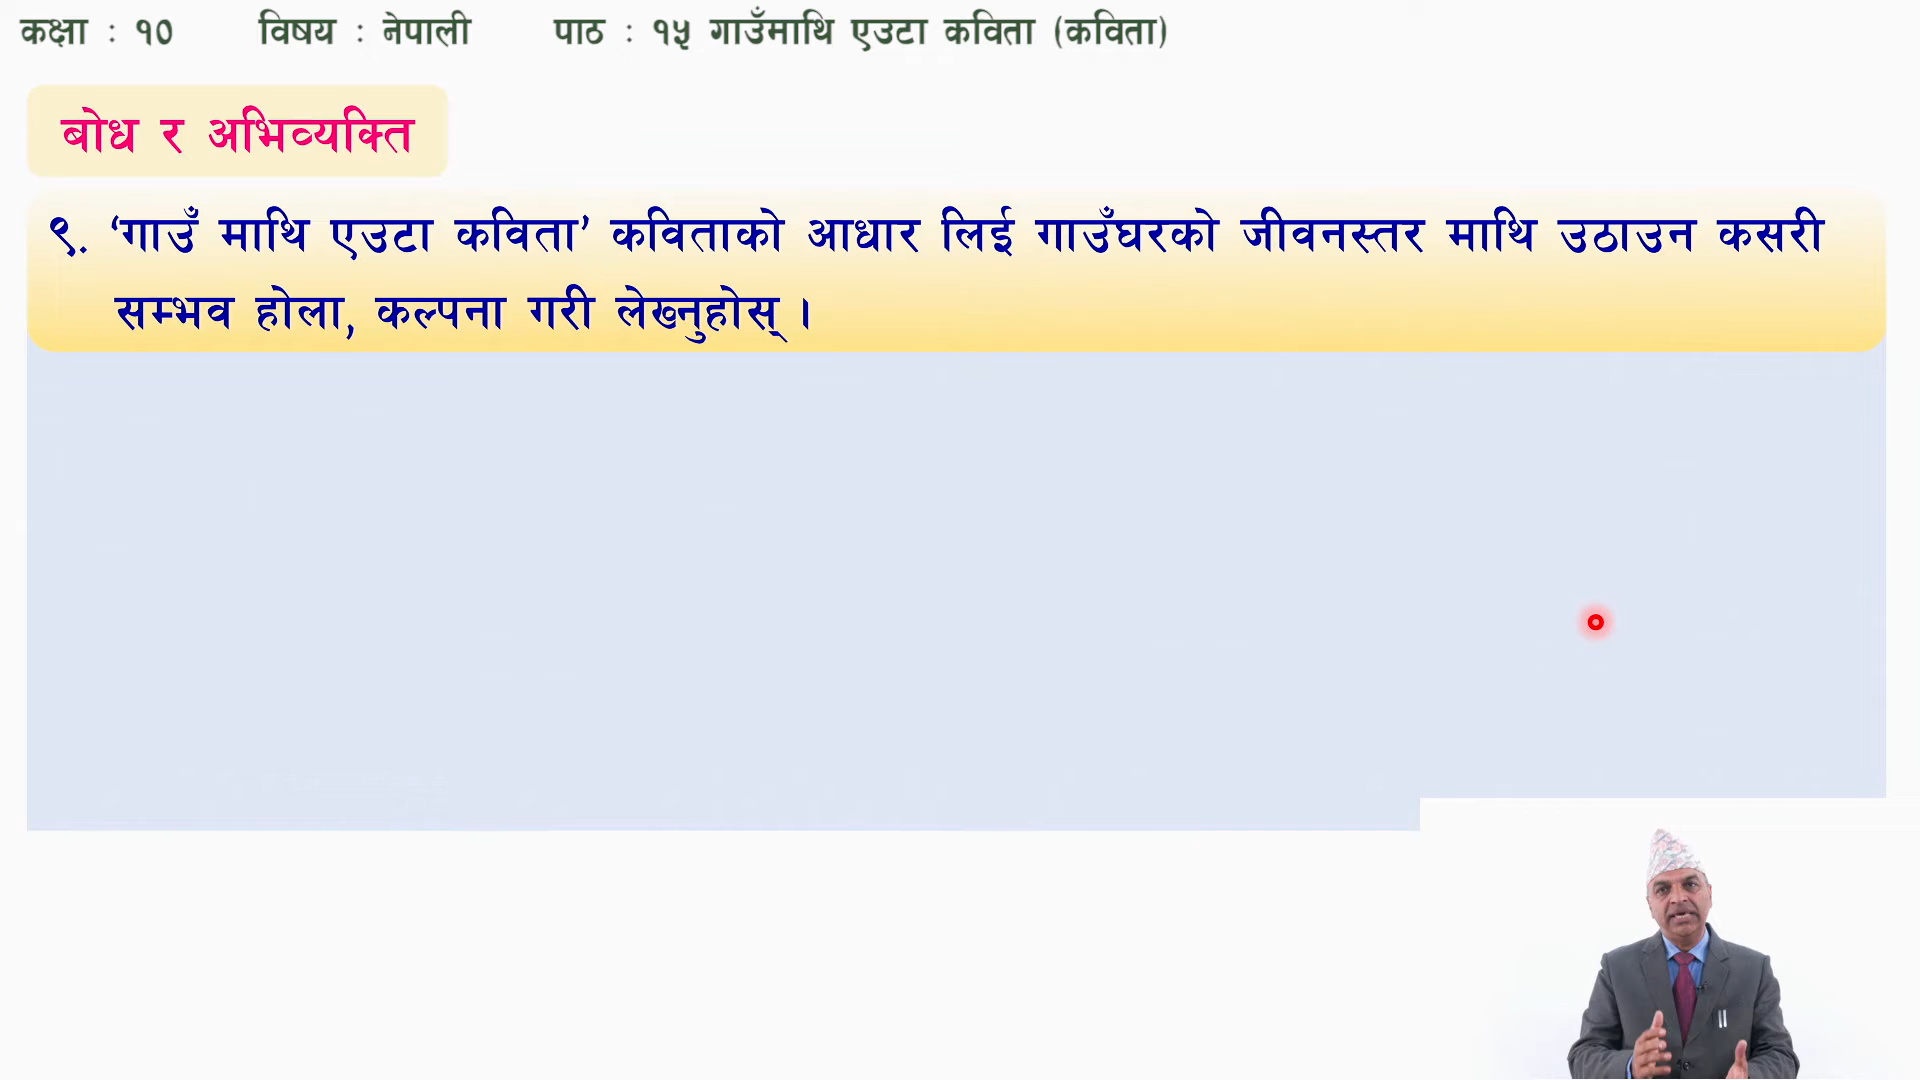 कक्षा : १० विषय : नेपाली पाठ : १५ गाउँमाथि एउटा कविता (कविता)
बोध र अभिव्यक्ति
९. ‘गाउँ माथि एउटा कविता’ कविताको आधार लिई गाउँघरको जीवनस्तर माथि उठाउन कसरी
सम्भव होला, कल्पना गरी लेख्नुहोस् ।